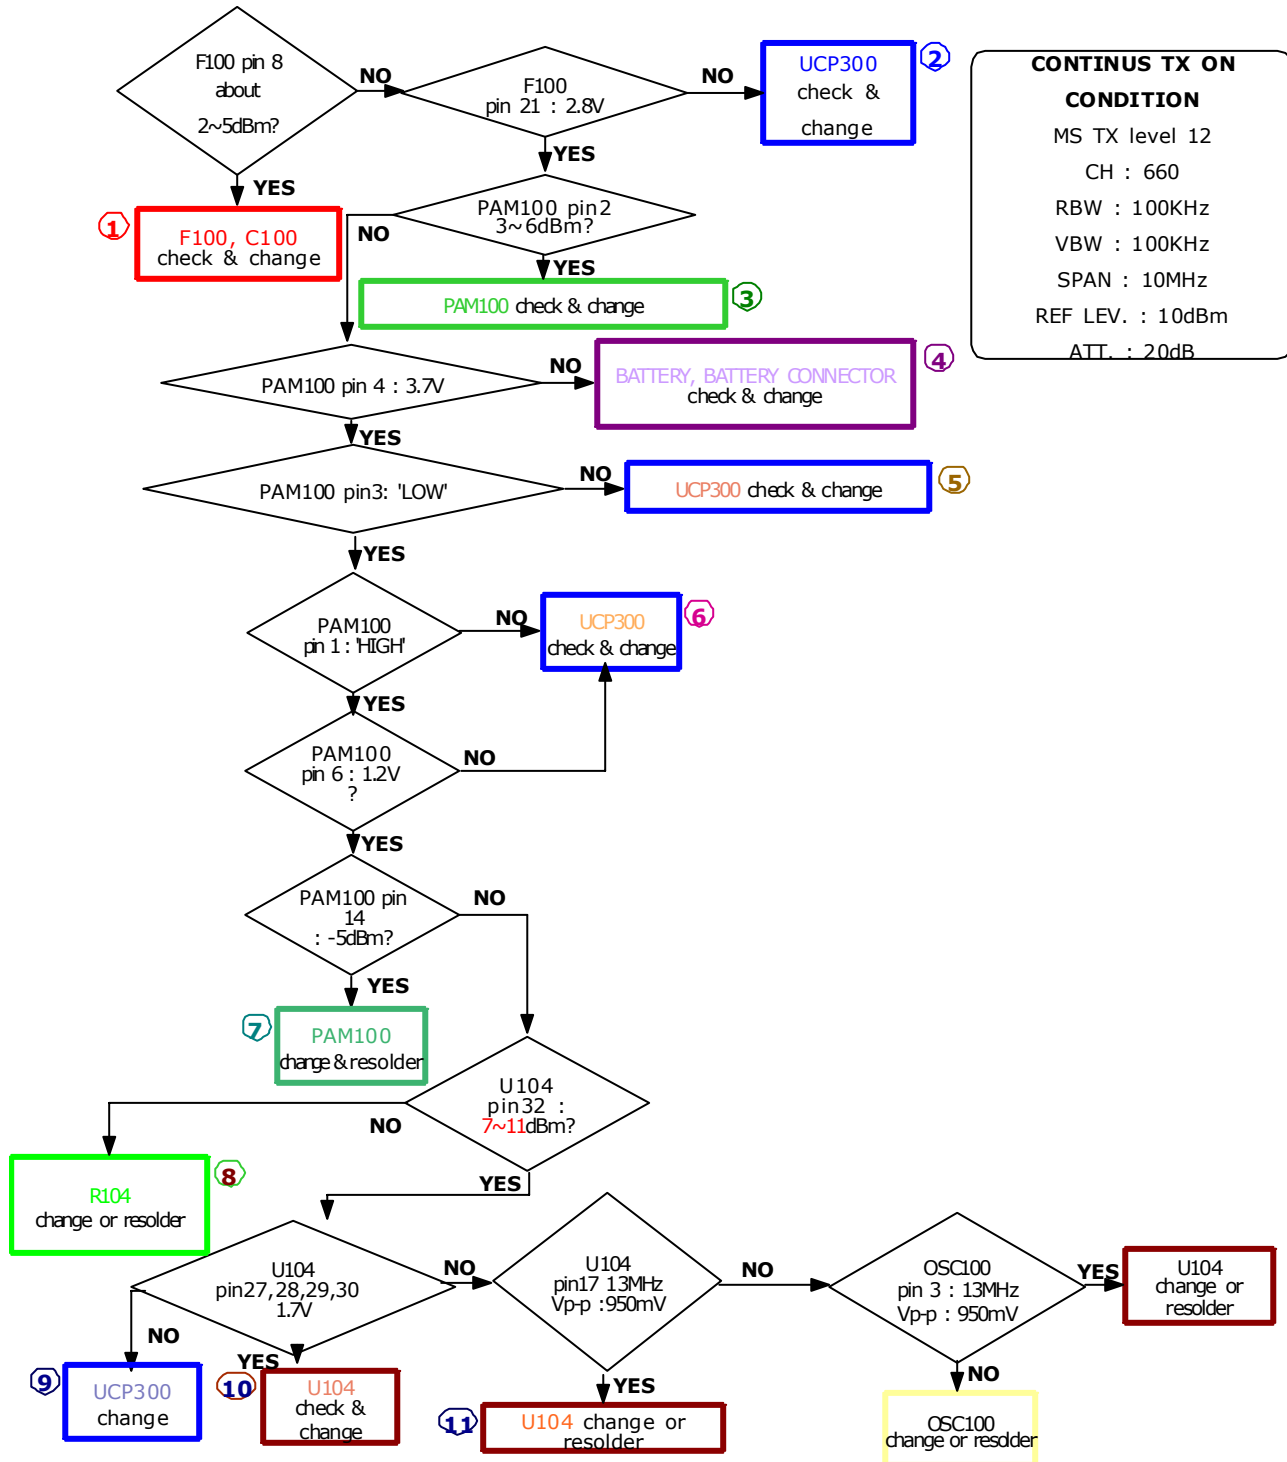 F100 pin 8
about
2~5dBm?
NO
F100
pin 21 : 2.8V
NO
UCP300
check &
change
2
CONTINUS TX ON
CONDITION
MS TX level 12
CH : 660
RBW : 100KHz
VBW : 100KHz
SPAN : 10MHz
REF LEV. : 10dBm
ATT. : 20dB
YES
YES
1
F100, C100
check & change
PAM100 pin2
3~6dBm?
NO
YES
PAM100 check & change
3
PAM100 pin 4 : 3.7V
NO
BATTERY, BATTERY CONNECTOR
check & change
4
YES
PAM100 pin3: 'LOW'
NO
UCP300 check & change
5
YES
PAM100
pin 1 : 'HIGH'
NO
UCP300
check & change
6
YES
PAM100
pin 6 : 1.2V
?
NO
YES
PAM100 pin
14
: -5dBm?
NO
YES
7
PAM100
change & resolder
U104
pin32 :
7~11dBm?
NO
YES
8
R104
change or resolder
U104
pin27,28,29,30
1.7V
NO
U104
pin17 13MHz
Vp-p : 950mV
NO
OSC100
pin 3 : 13MHz
Vp-p : 950mV
YES
U104
change or
resolder
NO
YES
YES
NO
9
UCP300
change
10
U104
check &
change
11
U104 change or
resolder
OSC100
change or resolder